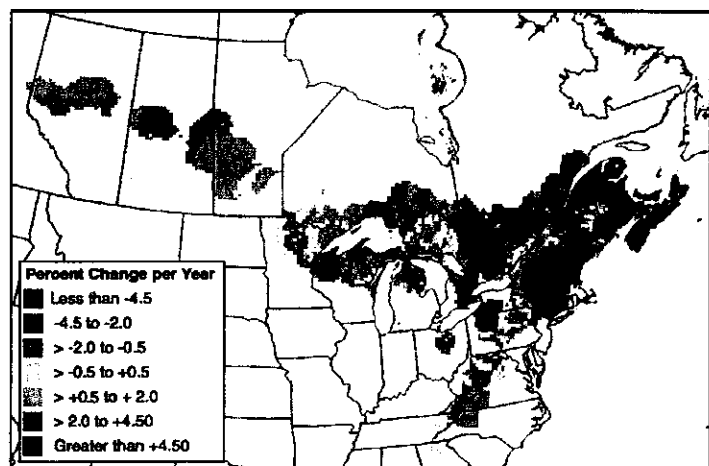 Percent Change per Year
Less than -4.5
-4.5 to -2.0
> -2.0 to -0.5
> -0.5 to +0.5
> +0.5 to + 2.0
> 2.0 to +4.50
Greater than +4.50